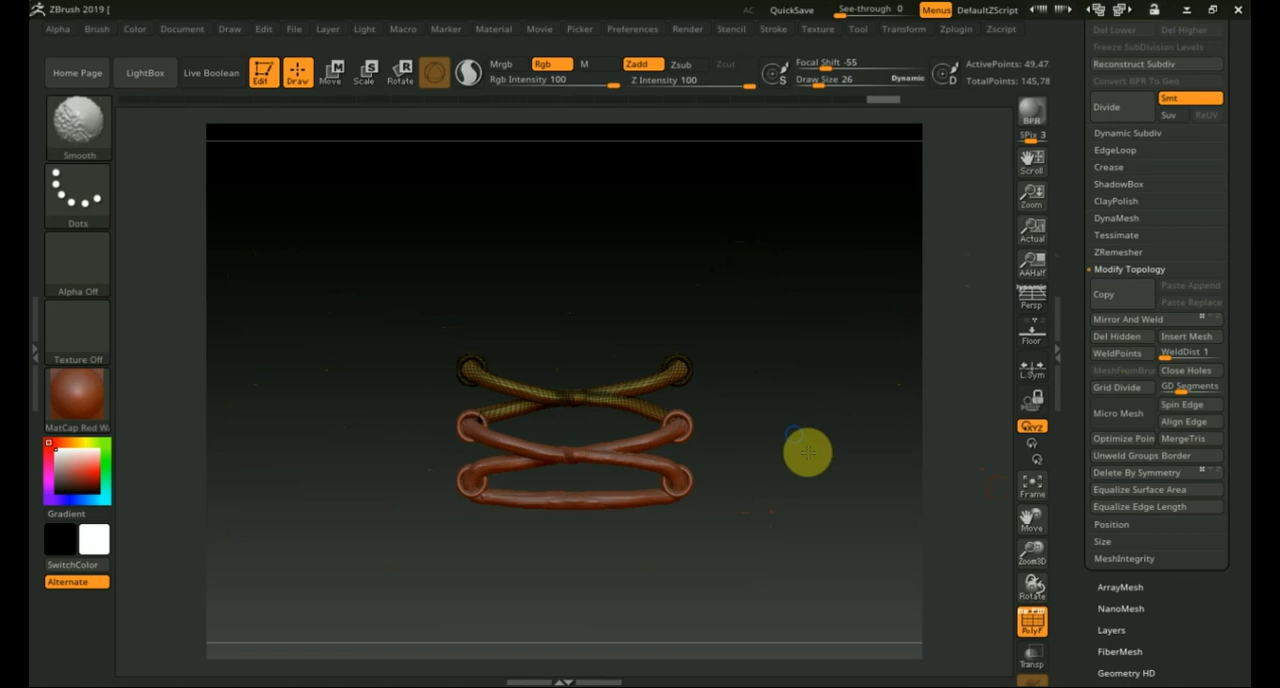 ZBrush 2019 [
AC QuickSave See-through 0 Menus DefaultZScript
Alpha Brush Color Document Draw Edit File Layer Light Macro Marker Material Movie Picker Preferences Render Stencil Stroke Texture Tool Transform Zplugin Zscript
Home Page LightBox Live Boolean Edit Draw Move Scale Rotate
Mrgb Rgb M Zadd Zsub Zcut
Rgb Intensity 100 Z Intensity 100
Focal Shift -55
Draw Size 26 Dynamic
S
D
ActivePoints: 49,47
TotalPoints: 145,78
Smooth
Dots
Alpha Off
Texture Off
MatCap Red W
Gradient
SwitchColor
Alternate
BPR
SPix 3
Scroll
Zoom
Actual
AAHalf
Dynamic
Persp
Floor
L.Sym
XYZ
Frame
Move
Zoom3D
Rotate
PolyF
Transp
Del Lower Del Higher
Freeze SubDivision Levels
Reconstruct Subdiv
Convert BPR To Geo
Divide Smt
Suv ReUV
Dynamic Subdiv
EdgeLoop
Crease
ShadowBox
ClayPolish
DynaMesh
Tessimate
ZRemesher
Modify Topology
Copy Paste Append
Paste Replace
Mirror And Weld
Del Hidden Insert Mesh
WeldPoints WeldDist 1
MeshFromBru Close Holes
Grid Divide GD Segments
Micro Mesh Spin Edge
Align Edge
Optimize Poin MergeTris
Unweld Groups Border
Delete By Symmetry
Equalize Surface Area
Equalize Edge Length
Position
Size
MeshIntegrity
ArrayMesh
NanoMesh
Layers
FiberMesh
Geometry HD